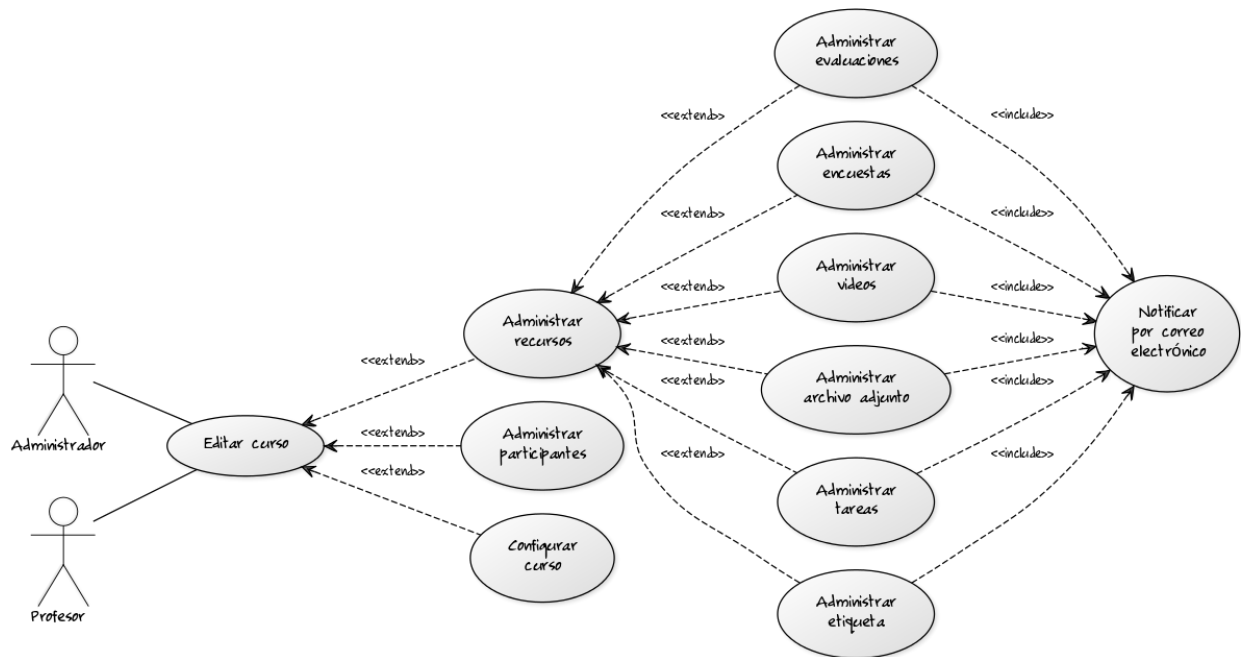 Administrar
evaluaciones
<<extend>>
<<include>>
Administrar
encuestas
<<extend>>
<<include>>
Administrar
videos
<<extend>>
<<include>>
Administrar
recursos
Notificar
por correo
electrónico
<<extend>>
<<include>>
Administrar
archivo adjunto
<<extend>>
<<extend>>
<<include>>
Administrador
Editar curso
<<extend>>
Administrar
participantes
<<extend>>
<<include>>
<<extend>>
Administrar
tareas
Configurar
curso
Profesor
Administrar
etiqueta